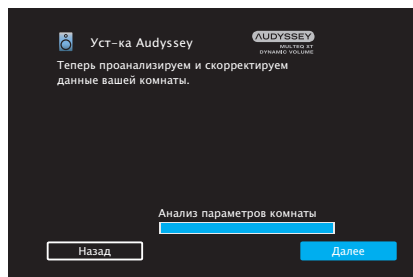 Уст-ка Audyssey
AUDYSSEY
MULTEQ XT
DYNAMIC VOLUME
Теперь проанализируем и скорректируем
данные вашей комнаты.
Анализ параметров комнаты
Назад
Далее